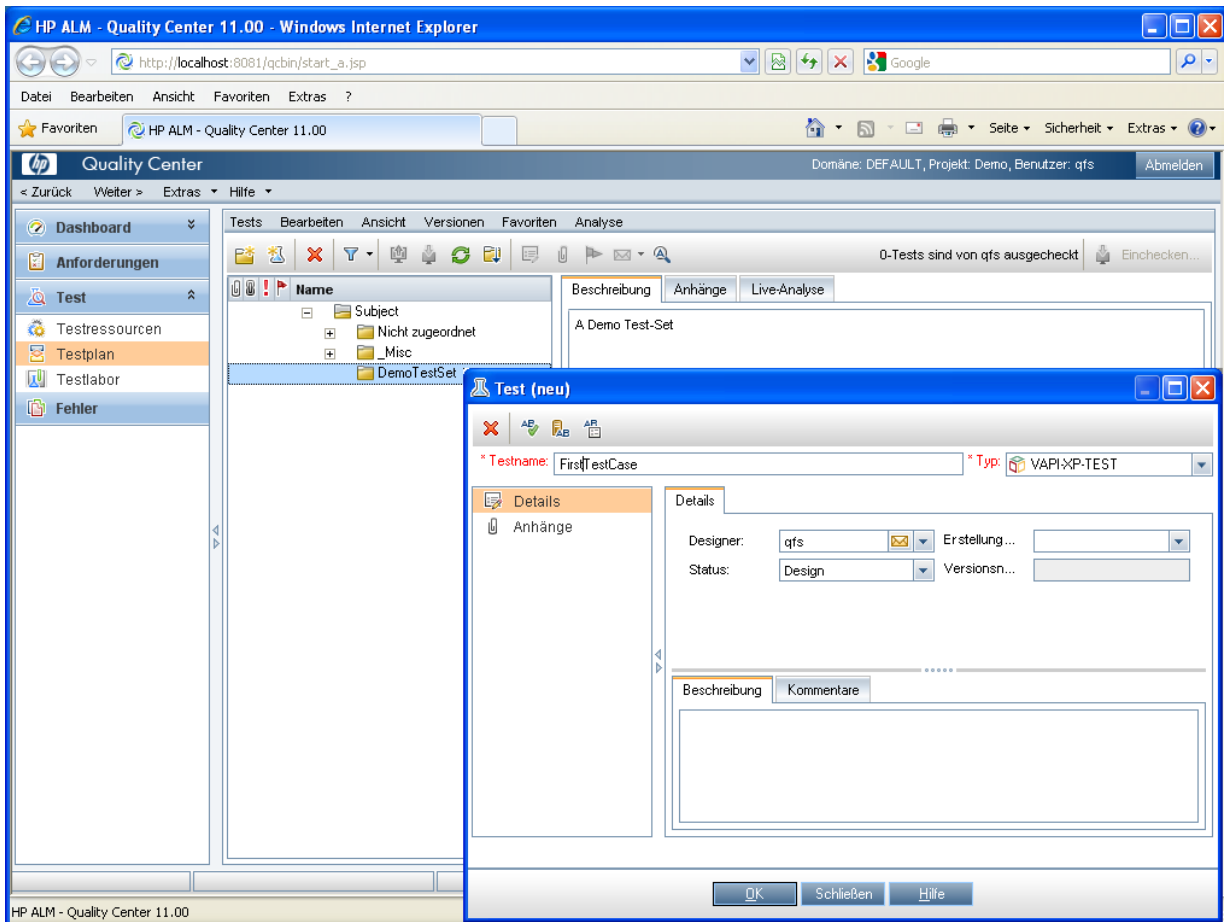 HP ALM - Quality Center 11.00 - Windows Internet Explorer
http://localhost:8081/qcbin/start_a.jsp
Google
Datei Bearbeiten Ansicht Favoriten Extras ?
Favoriten
HP ALM - Quality Center 11.00
Seite Sicherheit Extras
hp Quality Center
Domäne: DEFAULT, Projekt: Demo, Benutzer: qfs
Abmelden
< Zurück Weiter > Extras Hilfe
Dashboard
Anforderungen
Test
Testressourcen
Testplan
Testlabor
Fehler
Tests Bearbeiten Ansicht Versionen Favoriten Analyse
0-Tests sind von qfs ausgecheckt
Einchecken...
Name
Subject
Nicht zugeordnet
_Misc
DemoTestSet
Beschreibung Anhänge Live-Analyse
A Demo Test-Set
Test (neu)
* Testname: FirstTestCase
* Typ: VAPI-XP-TEST
Details
Anhänge
Details
Designer: qfs
Erstellung...
Status: Design
Versionsn...
Beschreibung Kommentare
OK Schließen Hilfe
HP ALM - Quality Center 11.00